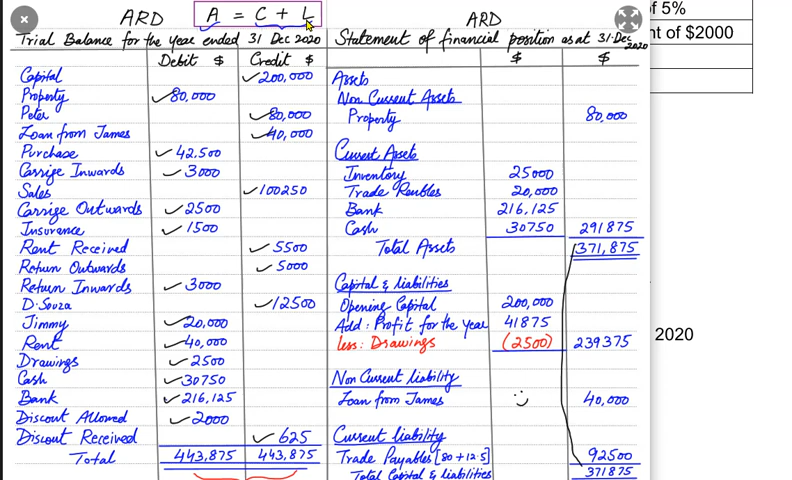 ARD
A = C + L
Trial Balance for the year ended 31 Dec 2020
Debit $ Credit $
Capital 200,000
Property 80,000
Peter 80,000
Loan from James 40,000
Purchase 42,500
Carrige Inwards 3000
Sales 100250
Carrige Outwards 2500
Insurance 1500
Rent Received 5500
Return Outwards 5000
Return Inwards 3000
D. Souza 12500
Jimmy 20,000
Rent 40,000
Drawings 2500
Cash 30750
Bank 216,125
Discout Allowed 2000
Discout Received 625
Total 443,875 443,875
ARD
Statement of financial position as at 31-Dec 2020
$ $
Assets
Non Current Assets
Property 80,000
Current Assets
Inventory 25000
Trade 20,000
Bank 216,125
Cash 30750 291875
Total Assets 371,875
Capital & liabilities
Opening Capital 200,000
Add: Profit for the year 41875
less: Drawings (2500) 239375
Non Current liability
Loan from James 40,000
Current liability
Trade Payables [80 + 12.5] 92500
Total Capital & liabilities 371875
of 5%
nt of $2000
2020